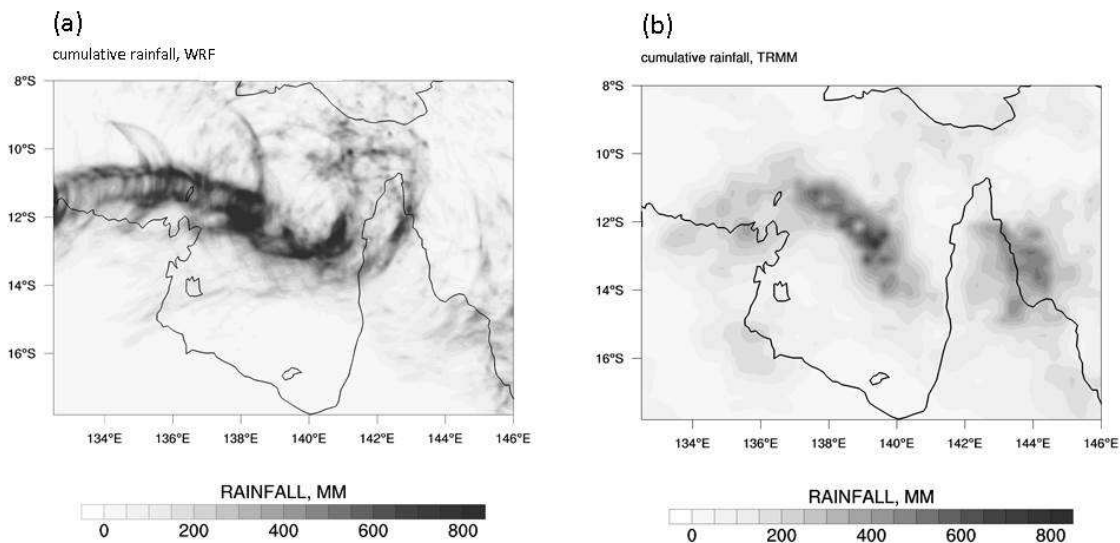 (a)
cumulative rainfall, WRF
8°S
10°S
12°S
14°S
16°S
134°E 136°E 138°E 140°E 142°E 144°E 146°E
RAINFALL, MM
0 200 400 600 800
(b)
cumulative rainfall, TRMM
8°S
10°S
12°S
14°S
16°S
134°E 136°E 138°E 140°E 142°E 144°E 146°E
RAINFALL, MM
0 200 400 600 800